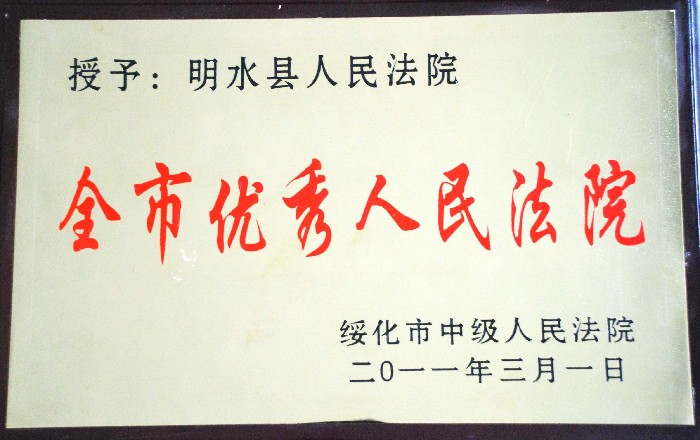 授予：明水县人民法院
全市优秀人民法院
绥化市中级人民法院
二0一一年三月一日